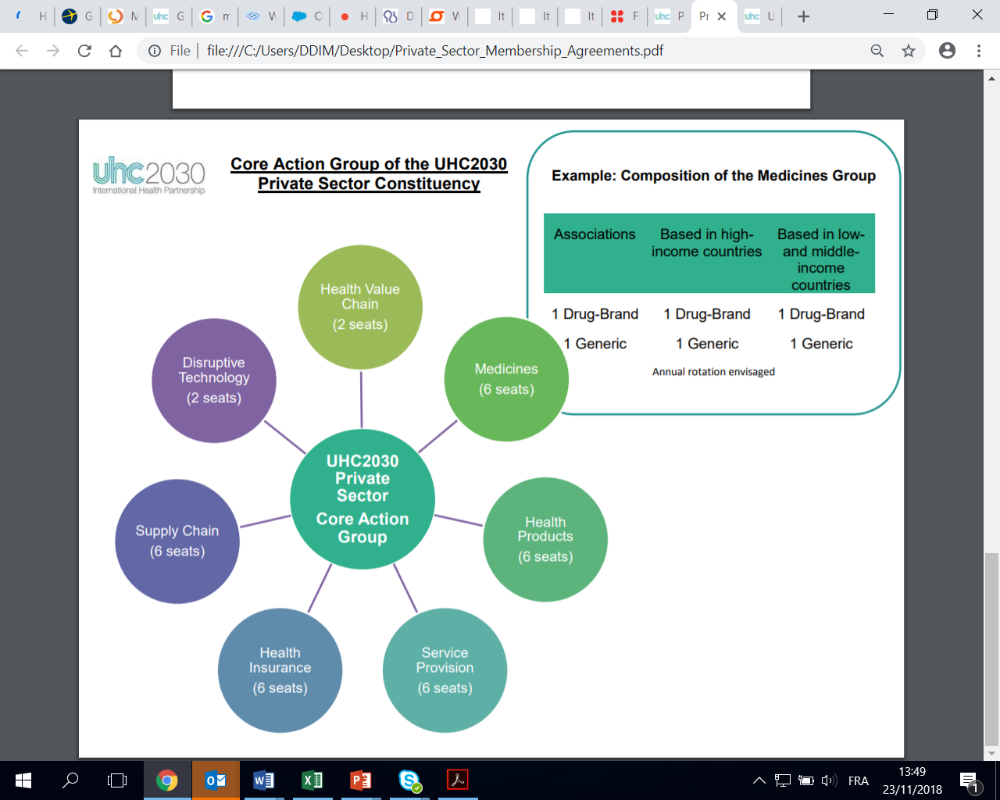 H
G
M
G
m
W
C
H
D
W
It
It
It
F
P
Pr
U
File
file:///C:/Users/DDIM/Desktop/Private_Sector_Membership_Agreements.pdf
uhc2030
International Health Partnership
Core Action Group of the UHC2030
Private Sector Constituency
Example: Composition of the Medicines Group
Associations
Based in high-
income countries
Based in low-
and middle-
income
countries
1 Drug-Brand 1 Drug-Brand 1 Drug-Brand
1 Generic 1 Generic 1 Generic
Annual rotation envisaged
Health Value
Chain
(2 seats)
Disruptive
Technology
(2 seats)
Medicines
(6 seats)
UHC2030
Private
Sector
Core Action
Group
Supply Chain
(6 seats)
Health
Products
(6 seats)
Health
Insurance
(6 seats)
Service
Provision
(6 seats)
FRA
13:49
23/11/2018
1